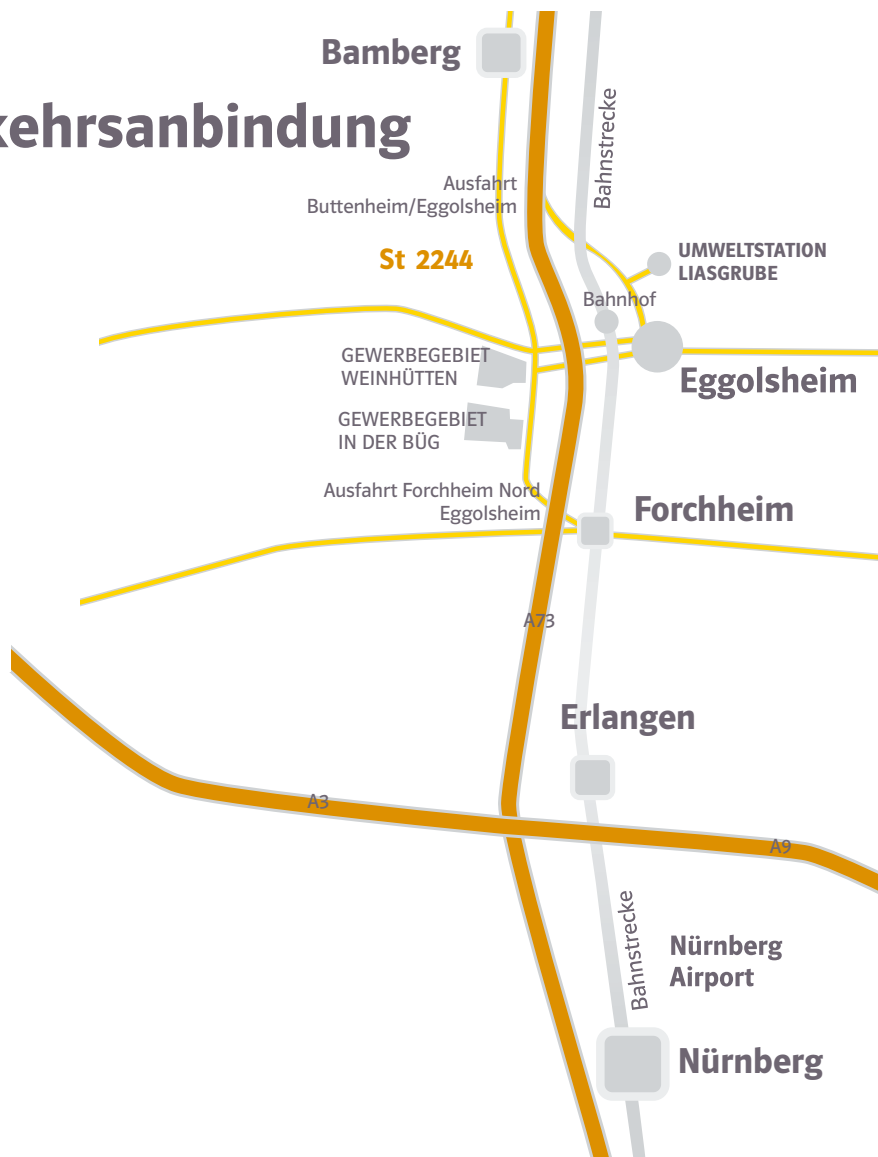 Bamberg
kehrsanbindung
Bahnstrecke
Ausfahrt
Buttenheim/Eggolsheim
St 2244
UMWELTSTATION
LIASGRUBE
Bahnhof
GEWERBEGEBIET
WEINHÜTTEN
Eggolsheim
GEWERBEGEBIET
IN DER BÜG
Ausfahrt Forchheim Nord
Eggolsheim
Forchheim
A73
Erlangen
A3
A9
Bahnstrecke
Nürnberg
Airport
Nürnberg